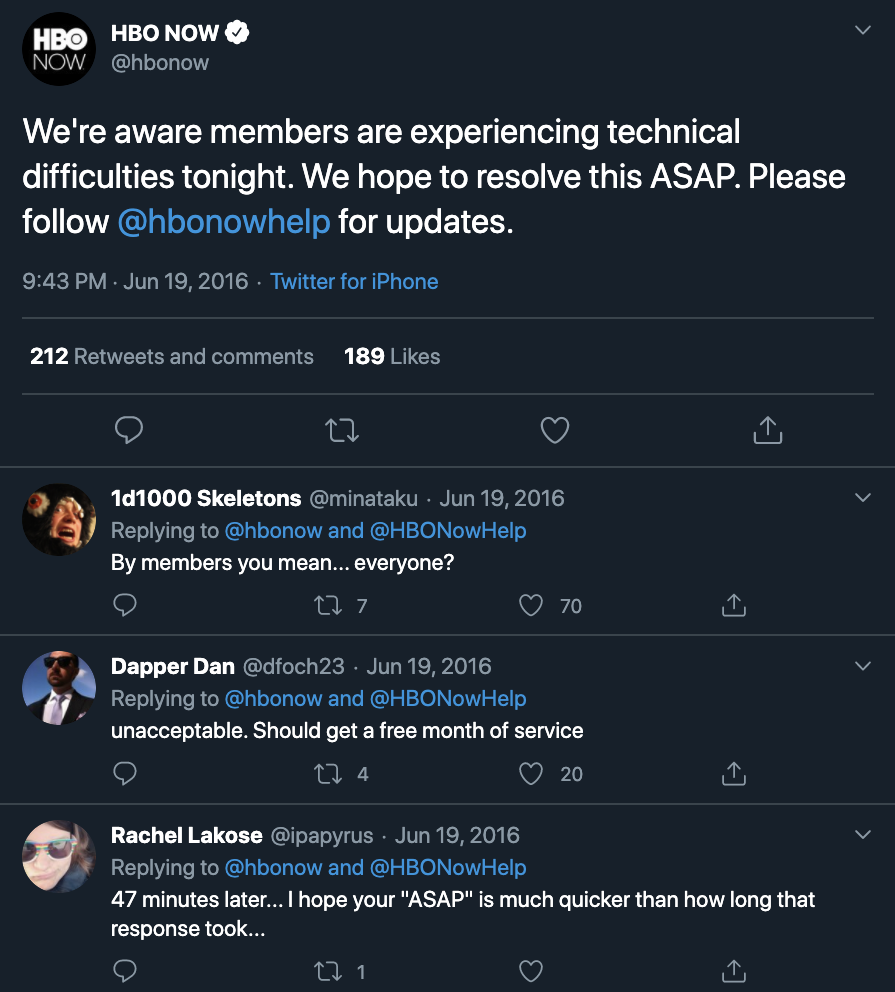 HBO
NOW
HBO NOW
@hbonow
We're aware members are experiencing technical
difficulties tonight. We hope to resolve this ASAP. Please
follow @hbonowhelp for updates.
9:43 PM · Jun 19, 2016 · Twitter for iPhone
212 Retweets and comments 189 Likes
1d1000 Skeletons @minataku · Jun 19, 2016
Replying to @hbonow and @HBONowHelp
By members you mean... everyone?
7 70
Dapper Dan @dfoch23 · Jun 19, 2016
Replying to @hbonow and @HBONowHelp
unacceptable. Should get a free month of service
4 20
Rachel Lakose @ipapyrus · Jun 19, 2016
Replying to @hbonow and @HBONowHelp
47 minutes later... I hope your "ASAP" is much quicker than how long that
response took...
1